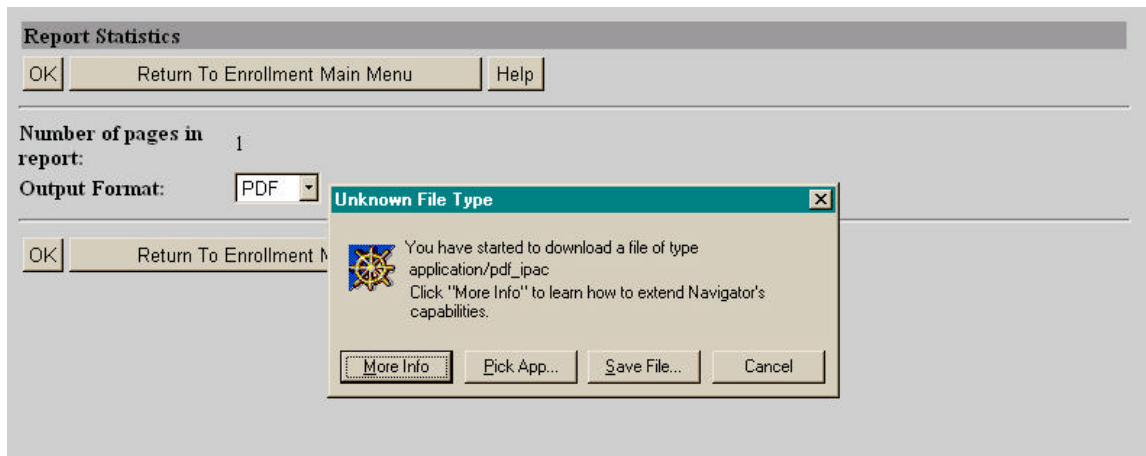 Report Statistics
OK Return To Enrollment Main Menu Help
Number of pages in
report:
1
Output Format: PDF
Unknown File Type
You have started to download a file of type
application/pdf_ipac
Click "More Info" to learn how to extend Navigator's
capabilities.
More Info Pick App... Save File... Cancel
OK Return To Enrollment M